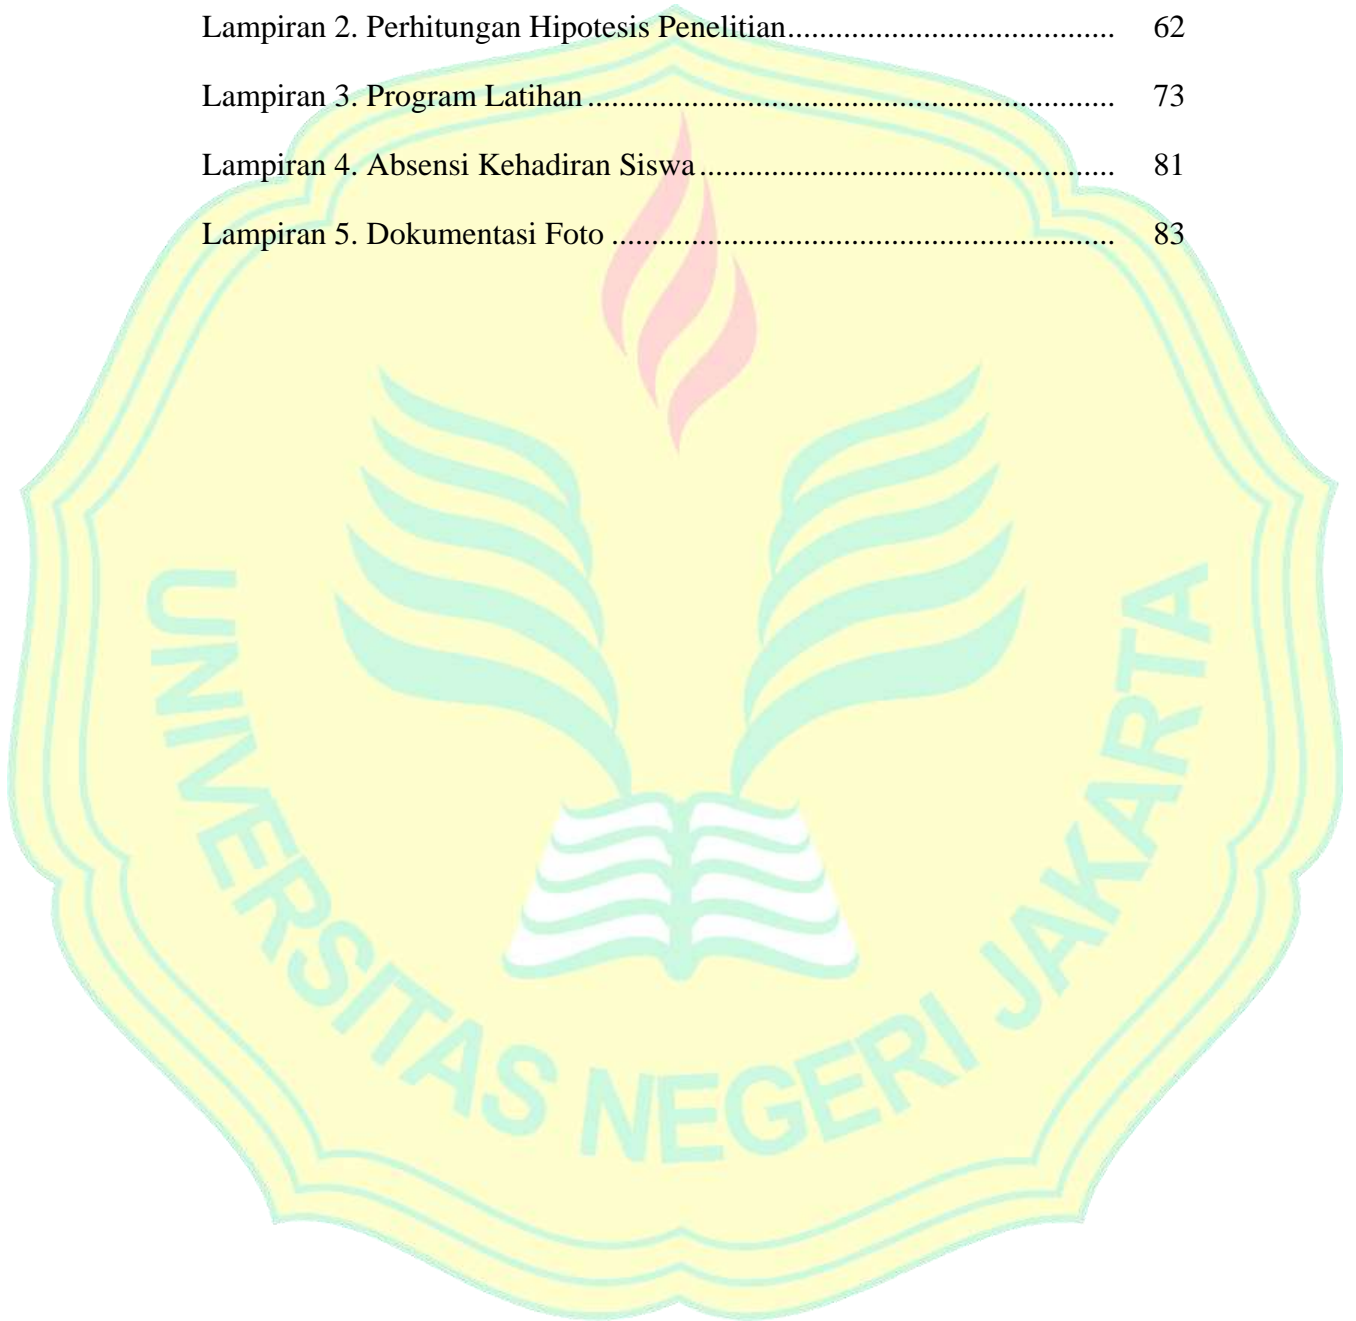 Lampiran 2. Perhitungan Hipotesis Penelitian......................................... 62
Lampiran 3. Program Latihan.................................................................. 73
Lampiran 4. Absensi Kehadiran Siswa.................................................... 81
Lampiran 5. Dokumentasi Foto ............................................................... 83
UNIVERSITAS NEGERI JAKARTA